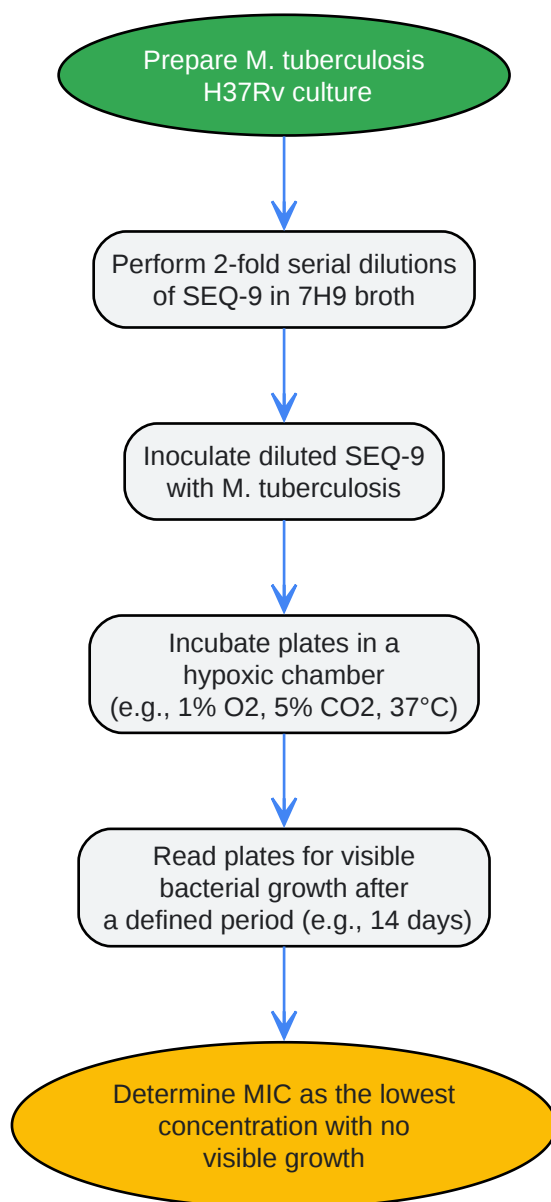 Prepare M. tuberculosis
H37Rv culture
Perform 2-fold serial dilutions
of SEQ-9 in 7H9 broth
Inoculate diluted SEQ-9
with M. tuberculosis
Incubate plates in a
hypoxic chamber
(e.g., 1% O2, 5% CO2, 37°C)
Read plates for visible
bacterial growth after
a defined period (e.g., 14 days)
Determine MIC as the lowest
concentration with no
visible growth